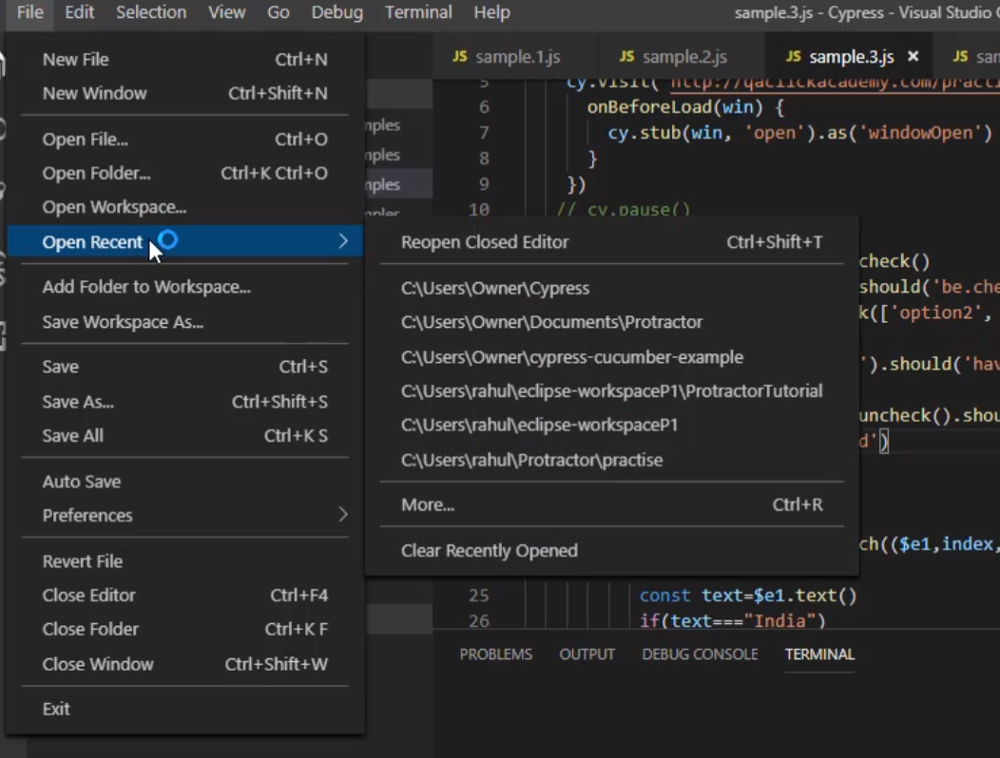 File Edit Selection View Go Debug Terminal Help sample.3.js - Cypress - Visual Studio
New File Ctrl+N
New Window Ctrl+Shift+N
Open File... Ctrl+O
Open Folder... Ctrl+K Ctrl+O
Open Workspace...
Open Recent
Add Folder to Workspace...
Save Workspace As...
Save Ctrl+S
Save As... Ctrl+Shift+S
Save All Ctrl+K S
Auto Save
Preferences
Revert File
Close Editor Ctrl+F4
Close Folder Ctrl+K F
Close Window Ctrl+Shift+W
Exit
Reopen Closed Editor Ctrl+Shift+T
C:\Users\Owner\Cypress
C:\Users\Owner\Documents\Protractor
C:\Users\Owner\cypress-cucumber-example
C:\Users\rahul\eclipse-workspaceP1\ProtractorTutorial
C:\Users\rahul\eclipse-workspaceP1
C:\Users\rahul\Protractor\practise
More... Ctrl+R
Clear Recently Opened
mples
mples
mples
JS sample.1.js JS sample.2.js JS sample.3.js × JS sam
5 cy.visit( http://qaclickacademy.com/practi
6 onBeforeLoad(win) {
7 cy.stub(win, 'open').as('windowOpen')
8 }
9 })
10 // cy.pause()
check()
should('be.che
k(['option2',
').should('hav
uncheck().shou
d')
ch(($e1,index,
25 const text=$e1.text()
26 if(text==="India")
PROBLEMS OUTPUT DEBUG CONSOLE TERMINAL